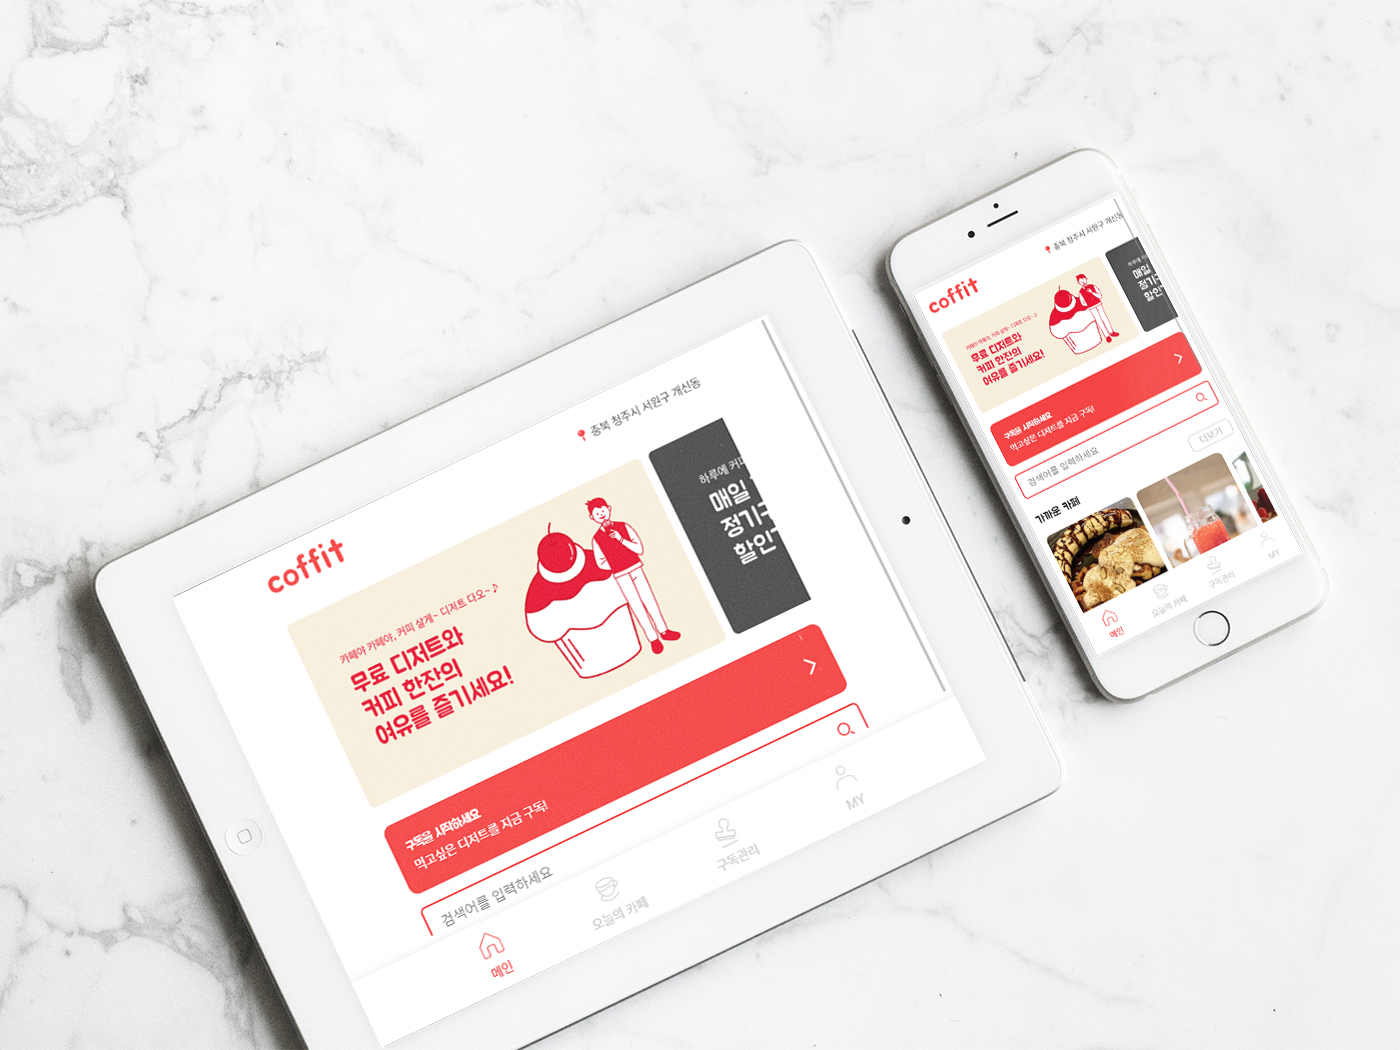 coffit
충북 청주시 서원구 개신동
카페야 카페야, 커피 살게~ 디저트 다오~♪
무료 디저트와
커피 한잔의
여유를 즐기세요!
하루에 커피
매일
정기구
할인
구독을 시작하세요
먹고싶은 디저트를 지금 구독!
검색어를 입력하세요
메인
오늘의 카페
구독관리
MY
coffit
충북 청주시 서원구 개신동
카페야 카페야, 커피 살게~ 디저트 다오~♪
무료 디저트와
커피 한잔의
여유를 즐기세요!
매일
정기구
할인
구독을 시작하세요
먹고싶은 디저트를 지금 구독!
검색어를 입력하세요
가까운 카페
더보기
메인
오늘의 카페
구독관리
MY